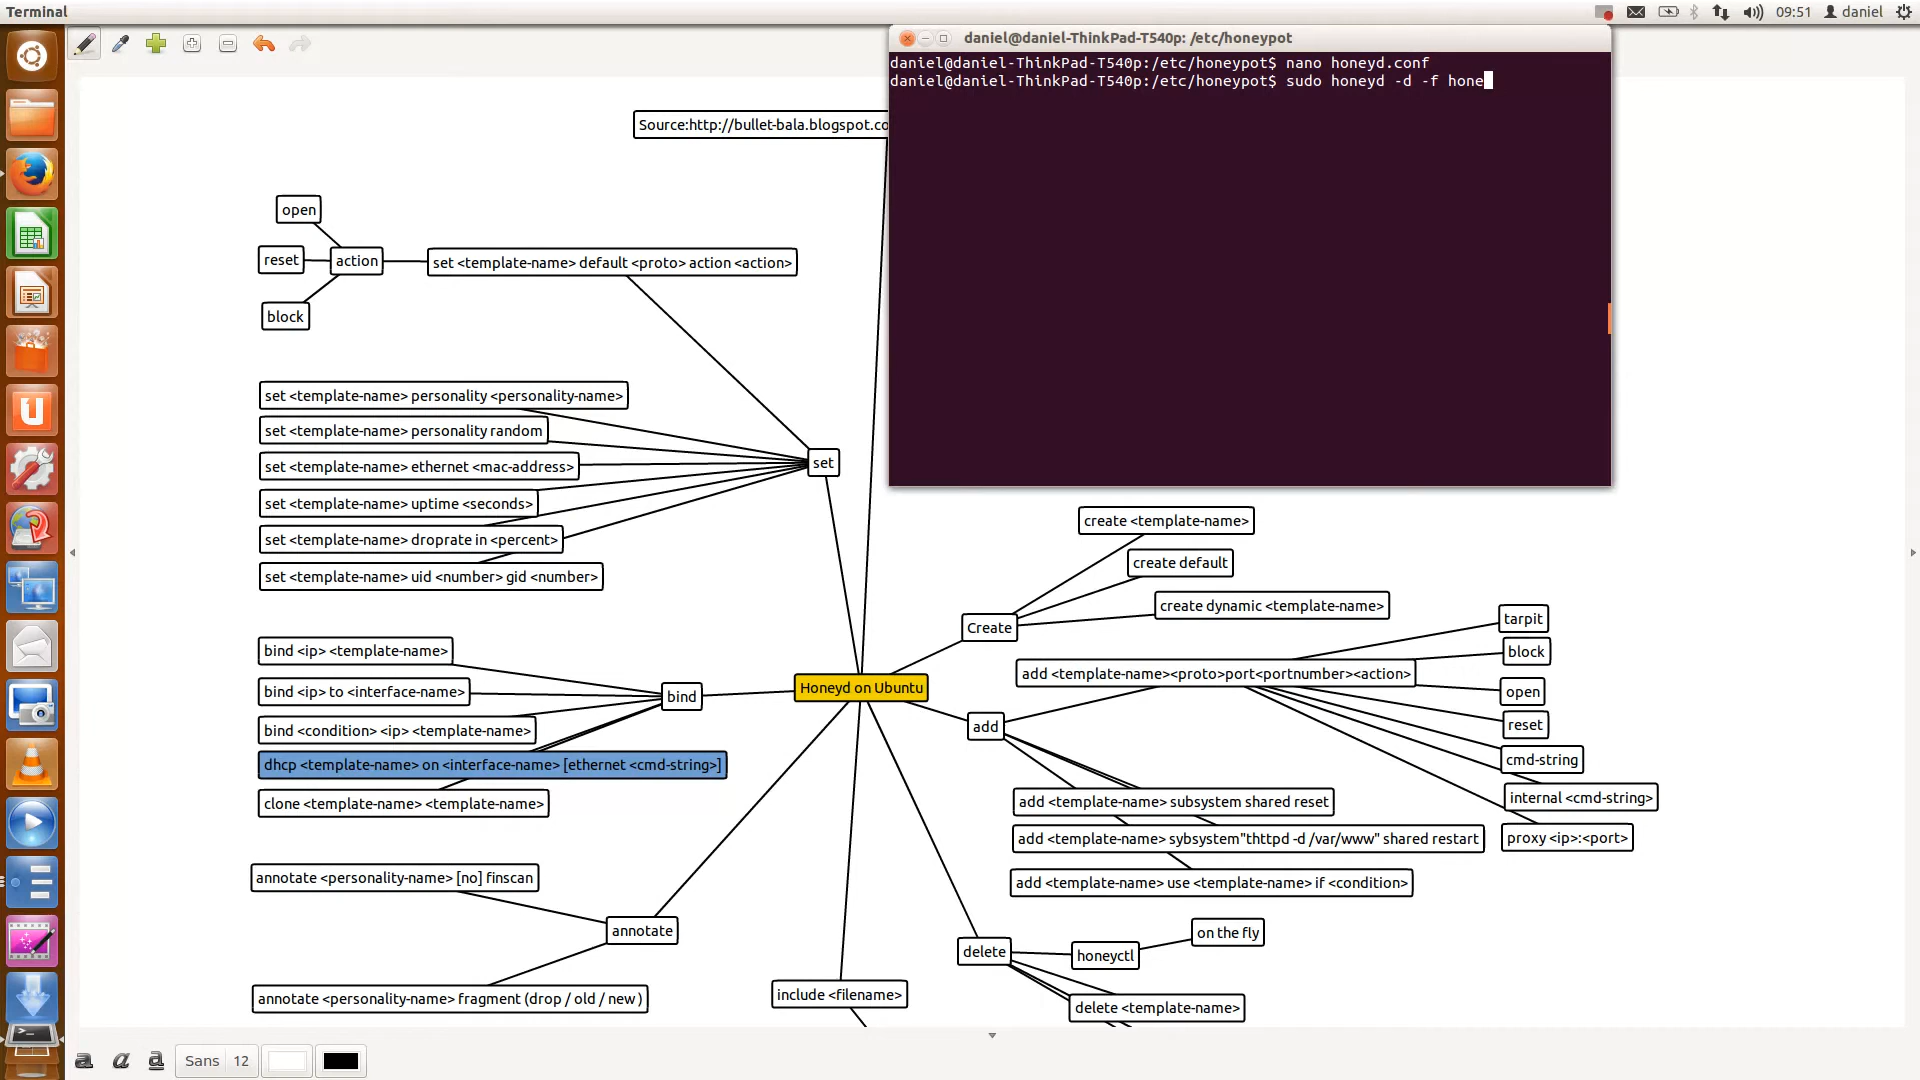 Terminal
09:51
daniel
daniel@daniel-ThinkPad-T540p: /etc/honeypot
daniel@daniel-ThinkPad-T540p:/etc/honeypot$ nano honeyd.conf
daniel@daniel-ThinkPad-T540p:/etc/honeypot$ sudo honeyd -d -f hone
Source:http://bullet-bala.blogspot.co
open
reset
block
action
set <template-name> default <proto> action <action>
set <template-name> personality <personality-name>
set <template-name> personality random
set <template-name> ethernet <mac-address>
set <template-name> uptime <seconds>
set <template-name> droprate in <percent>
set <template-name> uid <number> gid <number>
set
create <template-name>
create default
create dynamic <template-name>
Create
bind <ip> <template-name>
bind <ip> to <interface-name>
bind <condition> <ip> <template-name>
dhcp <template-name> on <interface-name> [ethernet <cmd-string>]
clone <template-name> <template-name>
bind
Honeyd on Ubuntu
add <template-name><proto>port<portnumber><action>
tarpit
block
open
reset
cmd-string
internal <cmd-string>
proxy <ip>:<port>
add
add <template-name> subsystem shared reset
add <template-name> sybsystem"thttpd -d /var/www" shared restart
add <template-name> use <template-name> if <condition>
annotate <personality-name> [no] finscan
annotate
annotate <personality-name> fragment (drop / old / new )
include <filename>
delete
honeyctl
on the fly
delete <template-name>
a a a Sans 12